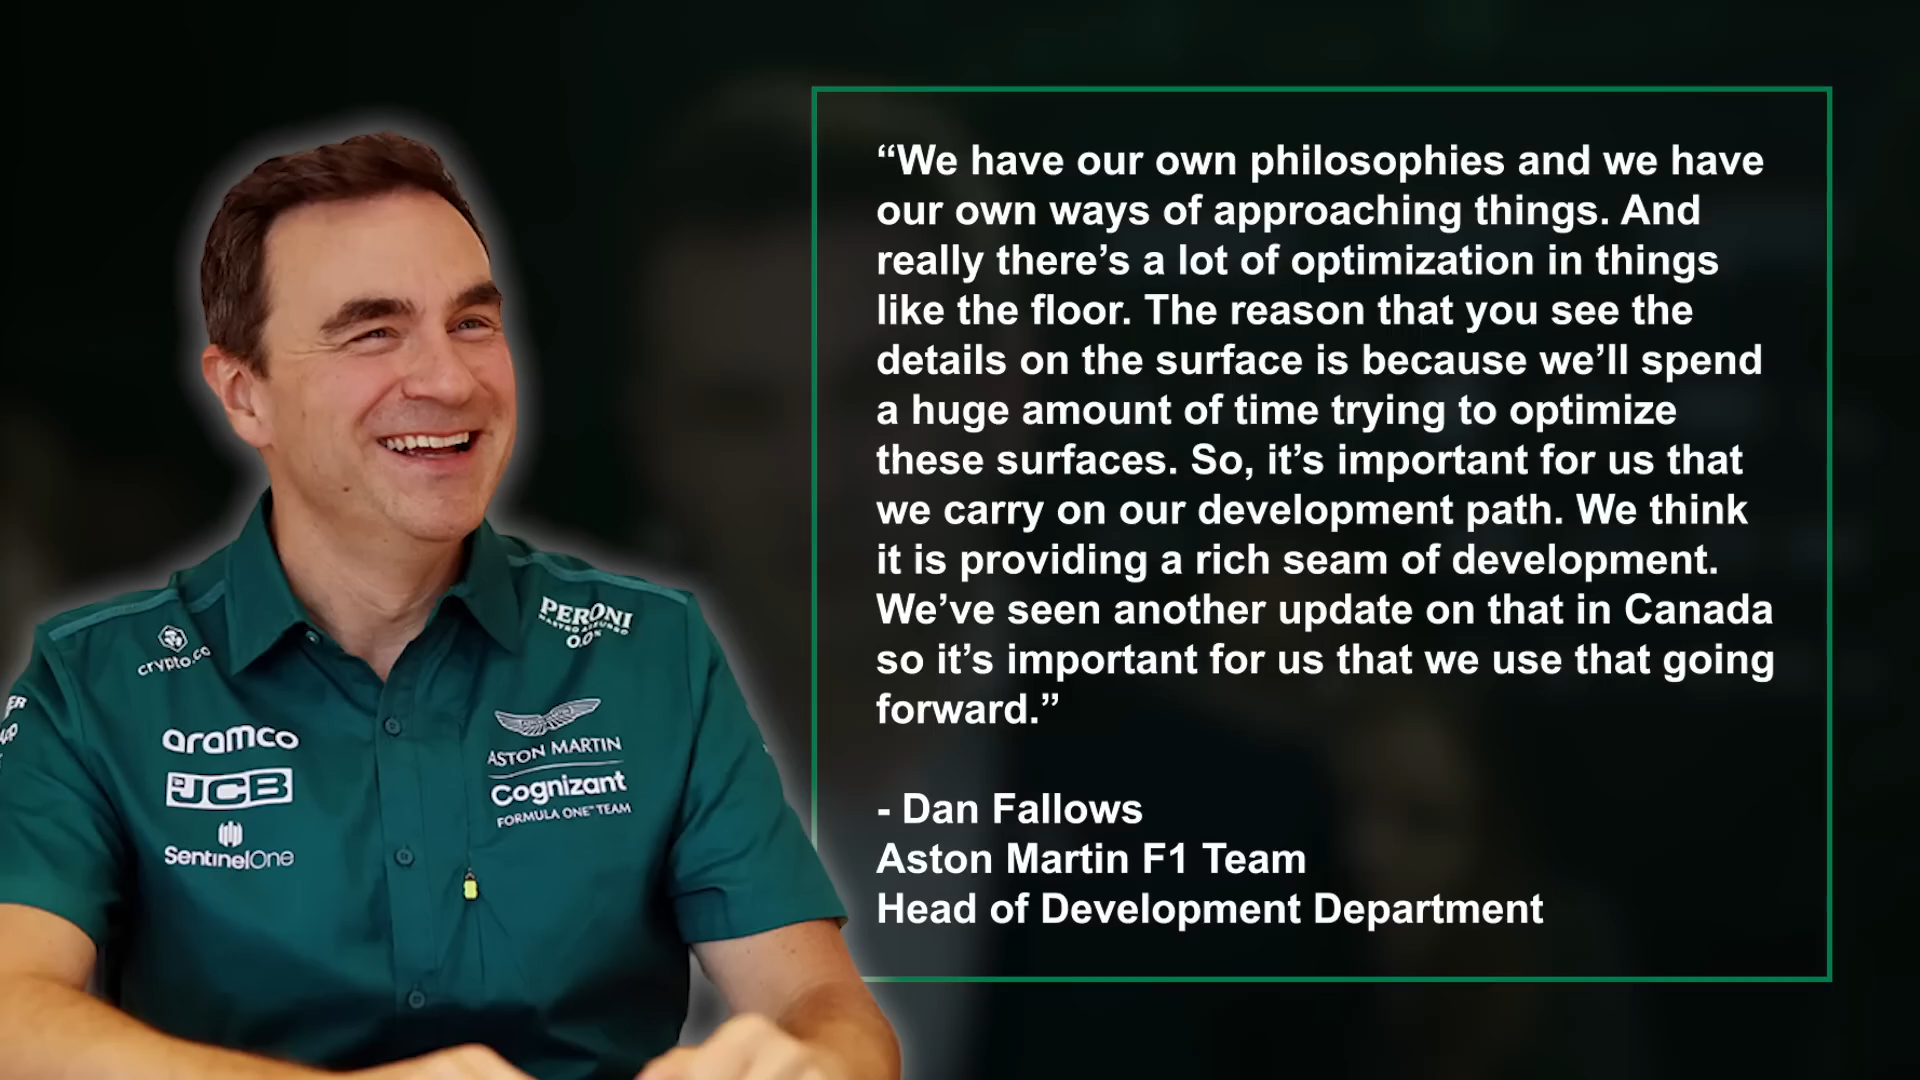 “We have our own philosophies and we have
our own ways of approaching things. And
really there’s a lot of optimization in things
like the floor. The reason that you see the
details on the surface is because we’ll spend
a huge amount of time trying to optimize
these surfaces. So, it’s important for us that
we carry on our development path. We think
it is providing a rich seam of development.
We’ve seen another update on that in Canada
so it’s important for us that we use that going
forward.”
- Dan Fallows
Aston Martin F1 Team
Head of Development Department
PERONI
NASTRO AZZURRO
0.0%
crypto.co
aramco
JCB
SentinelOne
ASTON MARTIN
Cognizant
FORMULA ONE™ TEAM